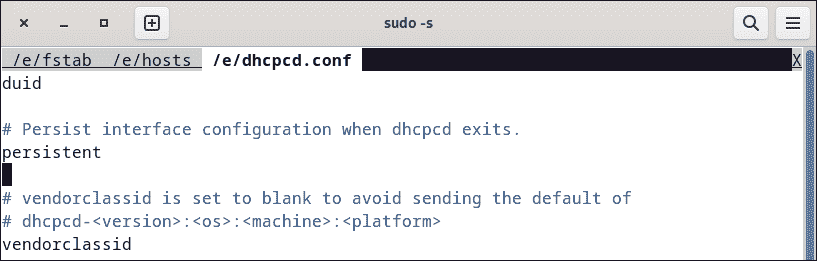 sudo -s
/e/fstab /e/hosts /e/dhcpcd.conf X
duid
# Persist interface configuration when dhcpcd exits.
persistent
# vendorclassid is set to blank to avoid sending the default of
# dhcpcd-<version>:<os>:<machine>:<platform>
vendorclassid